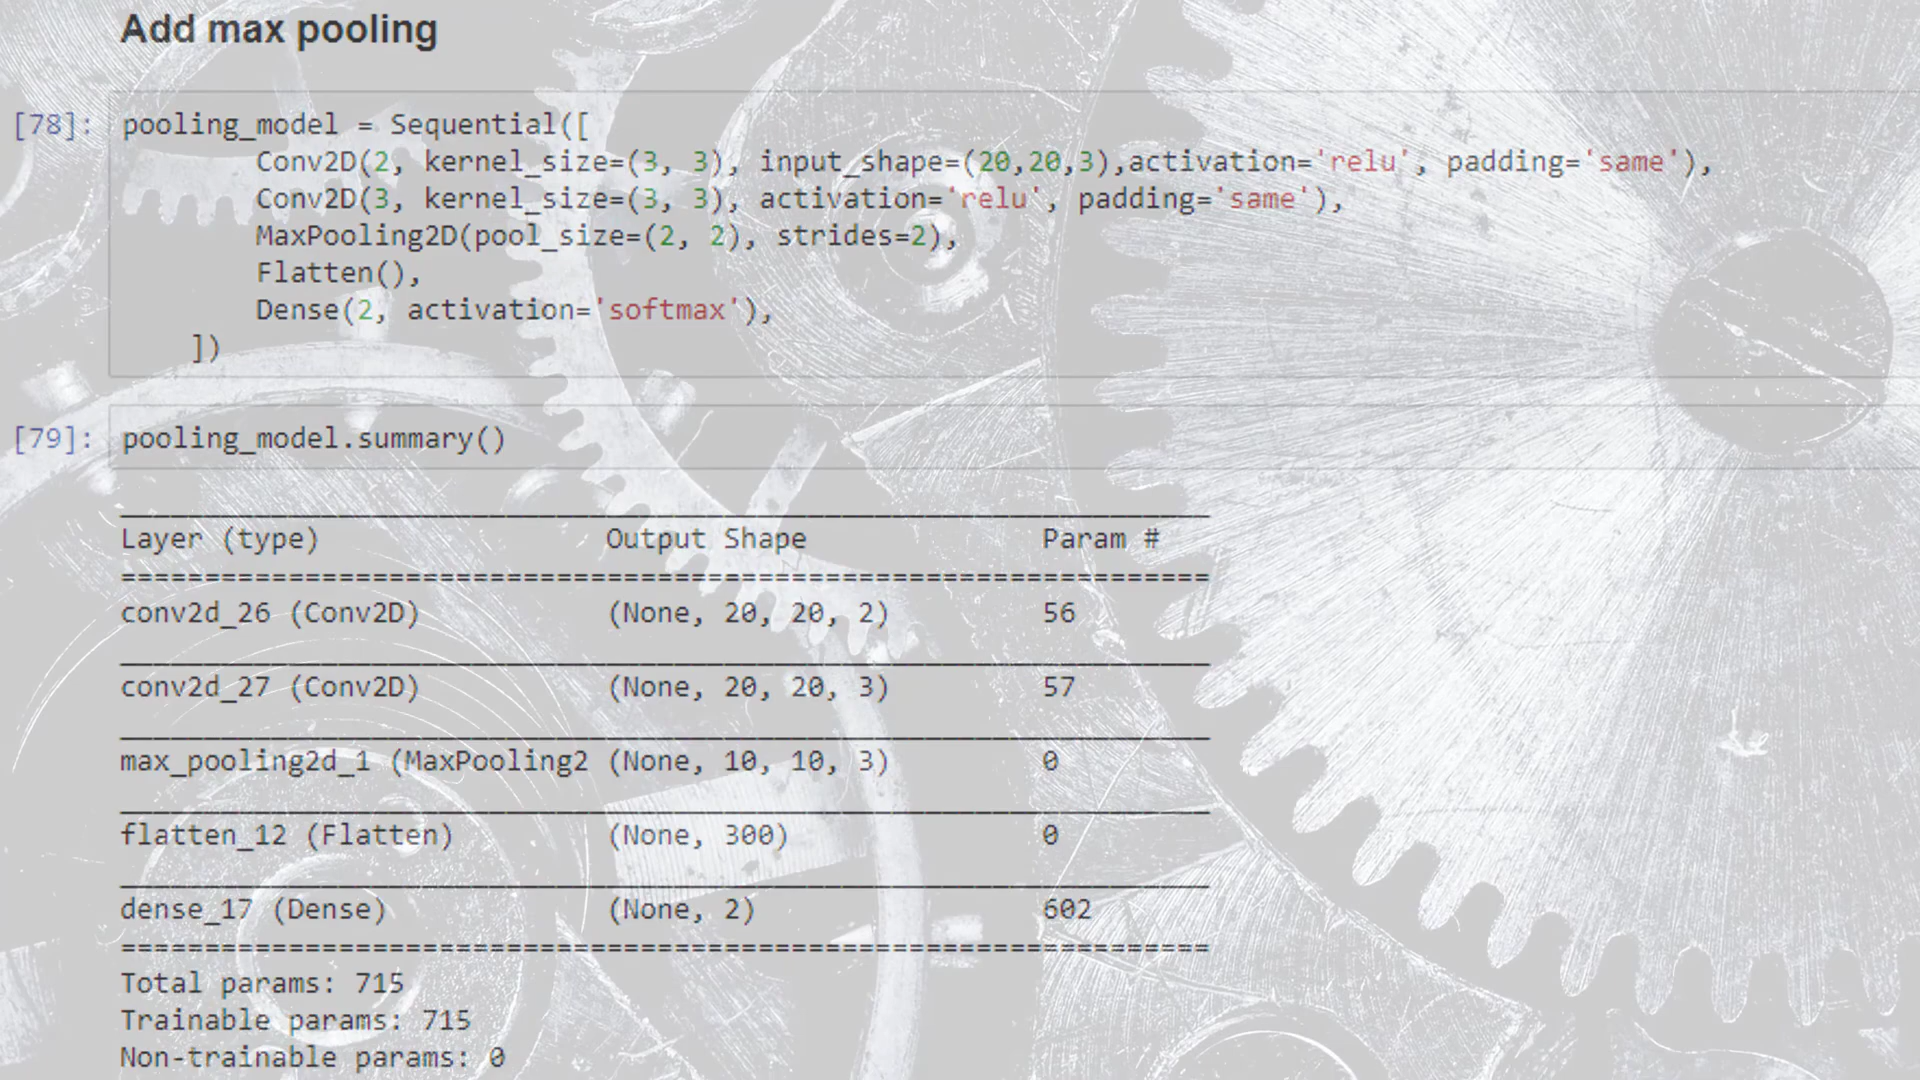 Add max pooling
[78]: pooling_model = Sequential([
Conv2D(2, kernel_size=(3, 3), input_shape=(20,20,3),activation='relu', padding='same'),
Conv2D(3, kernel_size=(3, 3), activation='relu', padding='same'),
MaxPooling2D(pool_size=(2, 2), strides=2),
Flatten(),
Dense(2, activation='softmax'),
])
[79]: pooling_model.summary()
_________________________________________________________________
Layer (type) Output Shape Param #
=================================================================
conv2d_26 (Conv2D) (None, 20, 20, 2) 56
_________________________________________________________________
conv2d_27 (Conv2D) (None, 20, 20, 3) 57
_________________________________________________________________
max_pooling2d_1 (MaxPooling2 (None, 10, 10, 3) 0
_________________________________________________________________
flatten_12 (Flatten) (None, 300) 0
_________________________________________________________________
dense_17 (Dense) (None, 2) 602
=================================================================
Total params: 715
Trainable params: 715
Non-trainable params: 0